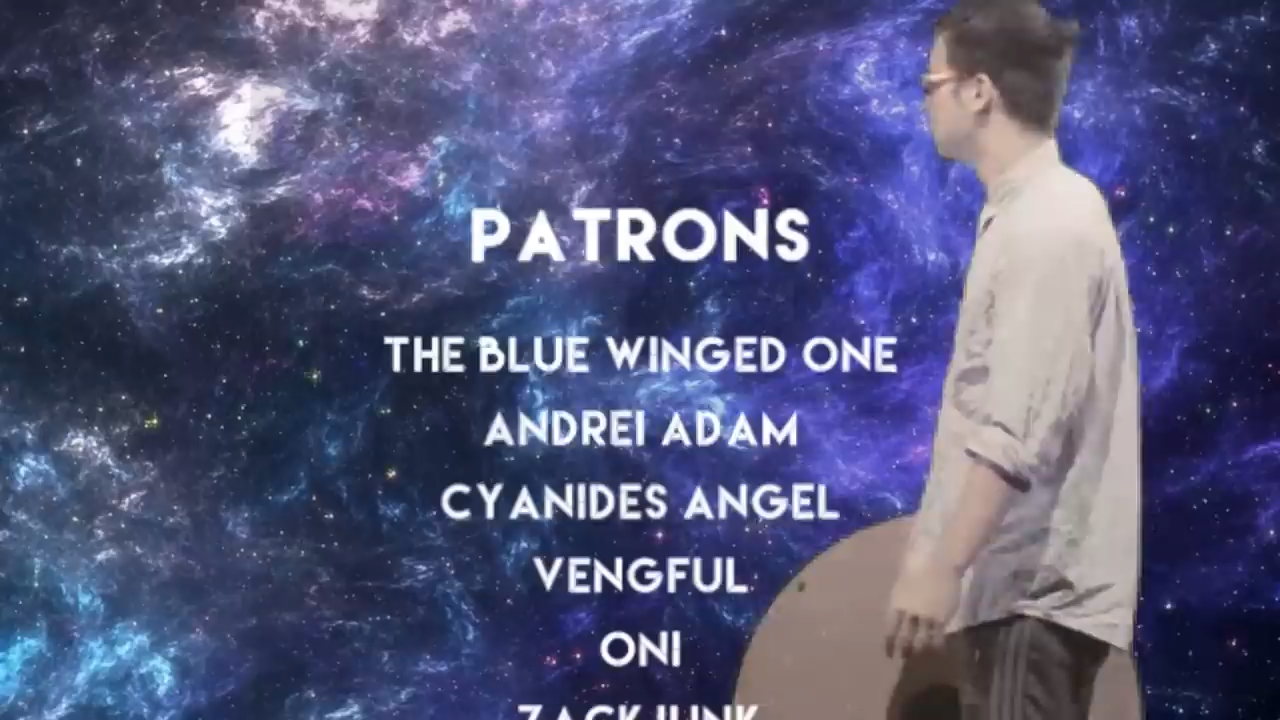 PATRONS
THE BLUE WINGED ONE
ANDREI ADAM
CYANIDES ANGEL
VENGFUL
ONI